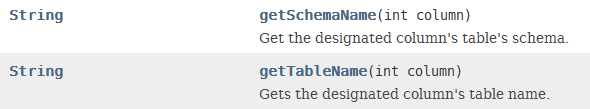 String getSchemaName(int column)
Get the designated column's table's schema.
String getTableName(int column)
Gets the designated column's table name.